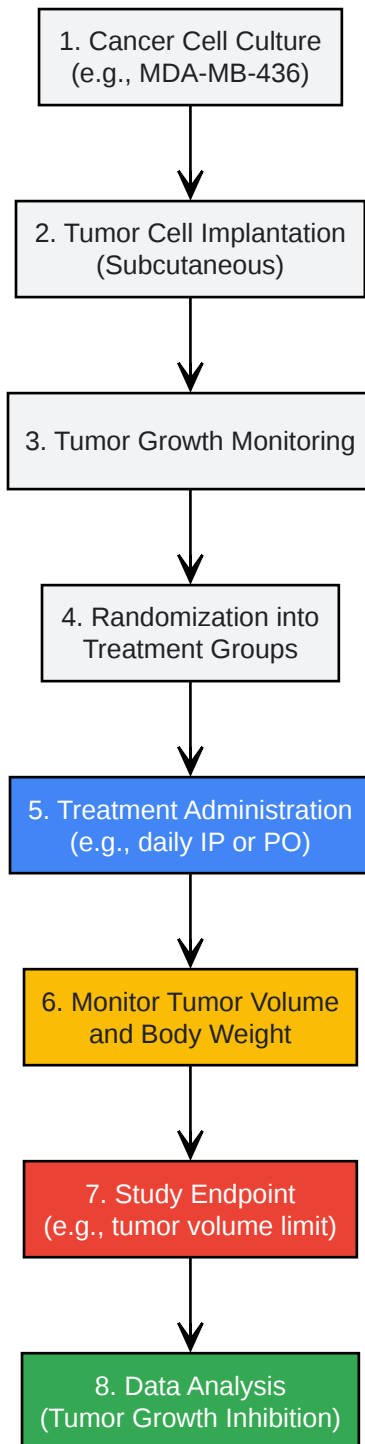 1. Cancer Cell Culture
(e.g., MDA-MB-436)
2. Tumor Cell Implantation
(Subcutaneous)
3. Tumor Growth Monitoring
4. Randomization into
Treatment Groups
5. Treatment Administration
(e.g., daily IP or PO)
6. Monitor Tumor Volume
and Body Weight
7. Study Endpoint
(e.g., tumor volume limit)
8. Data Analysis
(Tumor Growth Inhibition)